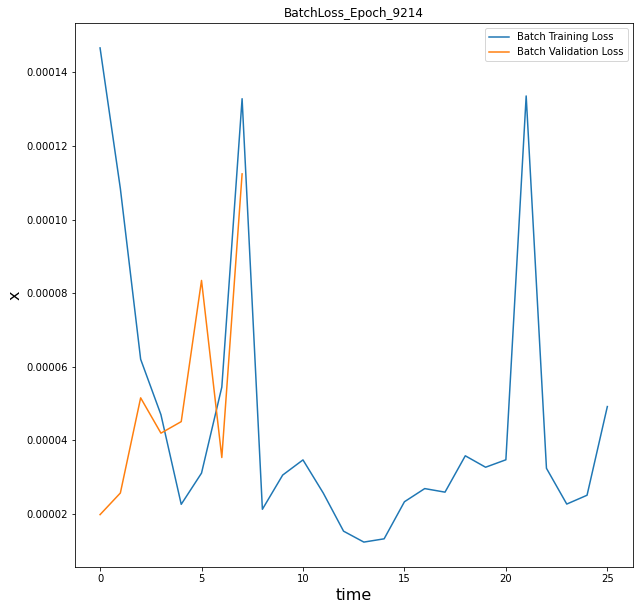 BatchLoss_Epoch_9214
Batch Training Loss
Batch Validation Loss
0.00014
0.00012
0.00010
0.00008
0.00006
0.00004
0.00002
x
0 5 10 15 20 25
time